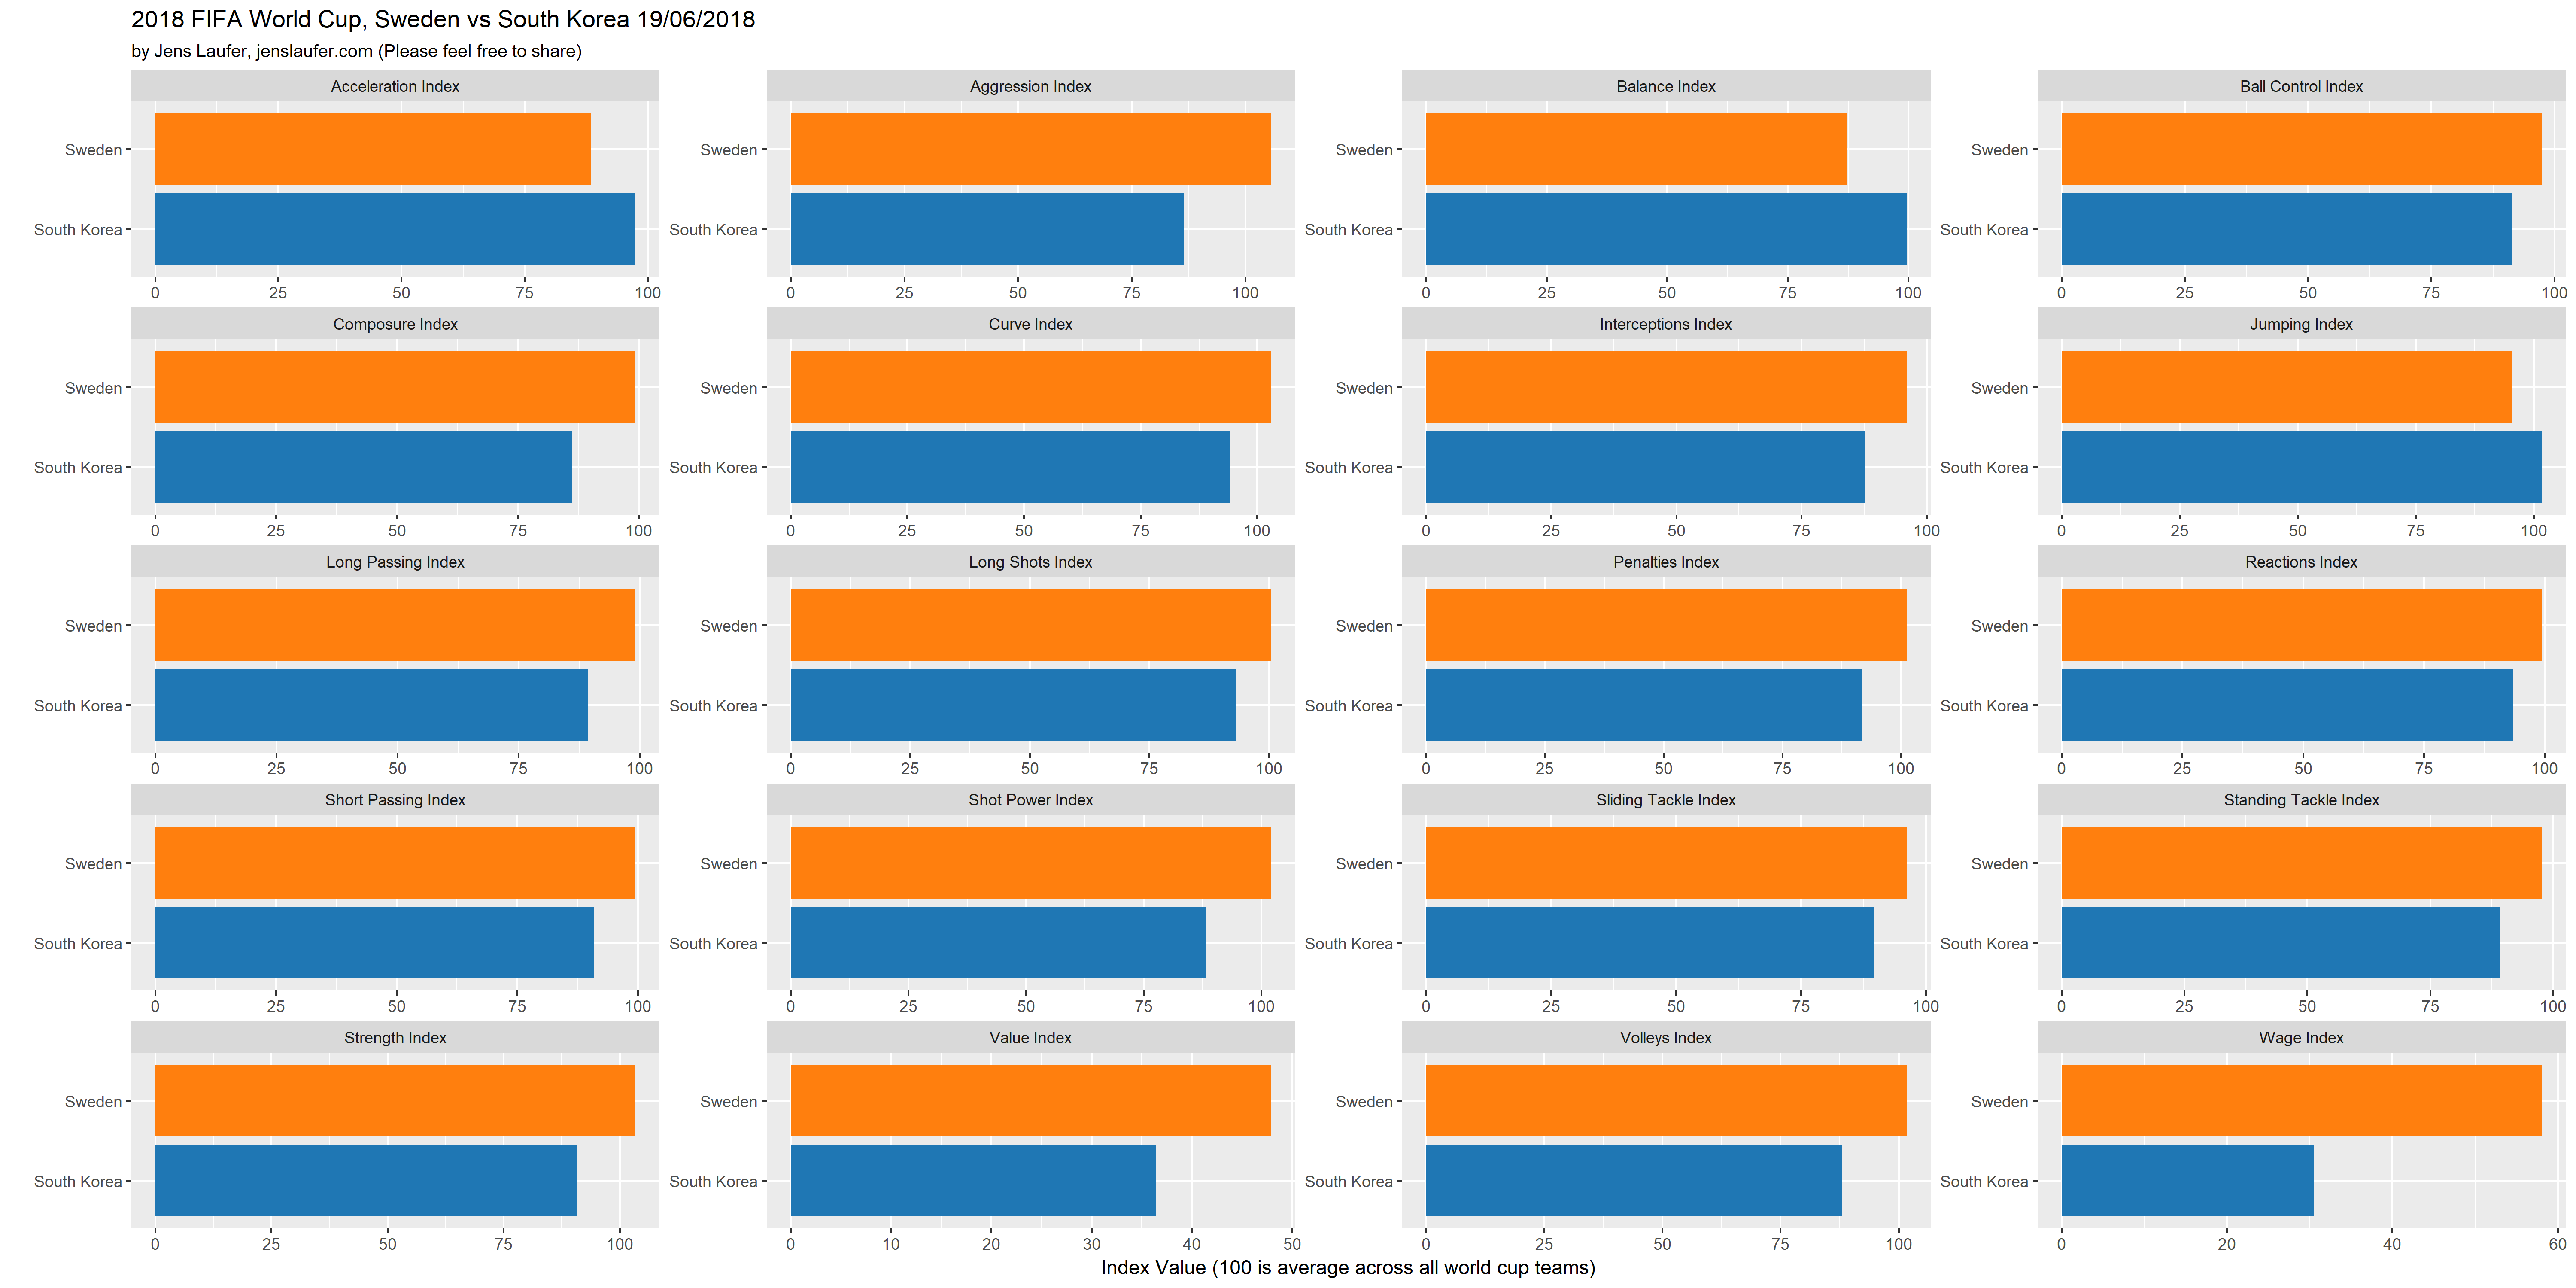 2018 FIFA World Cup, Sweden vs South Korea 19/06/2018
by Jens Laufer, jenslaufer.com (Please feel free to share)
Acceleration Index
Sweden
South Korea
0 25 50 75 100
Aggression Index
Sweden
South Korea
0 25 50 75 100
Balance Index
Sweden
South Korea
0 25 50 75 100
Ball Control Index
Sweden
South Korea
0 25 50 75 100
Composure Index
Sweden
South Korea
0 25 50 75 100
Curve Index
Sweden
South Korea
0 25 50 75 100
Interceptions Index
Sweden
South Korea
0 25 50 75 100
Jumping Index
Sweden
South Korea
0 25 50 75 100
Long Passing Index
Sweden
South Korea
0 25 50 75 100
Long Shots Index
Sweden
South Korea
0 25 50 75 100
Penalties Index
Sweden
South Korea
0 25 50 75 100
Reactions Index
Sweden
South Korea
0 25 50 75 100
Short Passing Index
Sweden
South Korea
0 25 50 75 100
Shot Power Index
Sweden
South Korea
0 25 50 75 100
Sliding Tackle Index
Sweden
South Korea
0 25 50 75 100
Standing Tackle Index
Sweden
South Korea
0 25 50 75 100
Strength Index
Sweden
South Korea
0 25 50 75 100
Value Index
Sweden
South Korea
0 10 20 30 40 50
Volleys Index
Sweden
South Korea
0 25 50 75 100
Wage Index
Sweden
South Korea
0 20 40 60
Index Value (100 is average across all world cup teams)